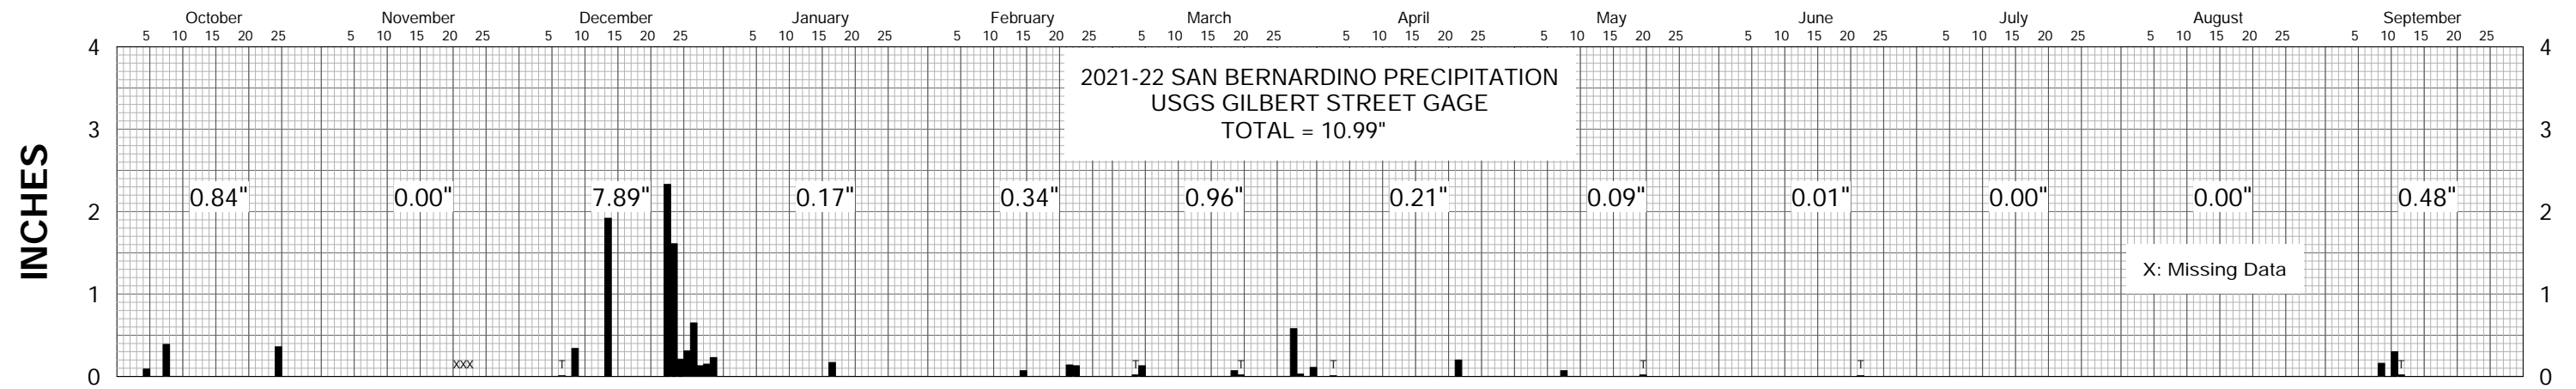 October November December January February March April May June July August September
5 10 15 20 25 5 10 15 20 25 5 10 15 20 25 5 10 15 20 25 5 10 15 20 25 5 10 15 20 25 5 10 15 20 25 5 10 15 20 25 5 10 15 20 25 5 10 15 20 25 5 10 15 20 25 5 10 15 20 25
4 4
2021-22 SAN BERNARDINO PRECIPITATION
USGS GILBERT STREET GAGE
TOTAL = 10.99"
3 3
INCHES
0.84" 0.00" 7.89" 0.17" 0.34" 0.96" 0.21" 0.09" 0.01" 0.00" 0.00" 0.48"
2 2
X: Missing Data
1 1
XXX T T T T T T T
0 0